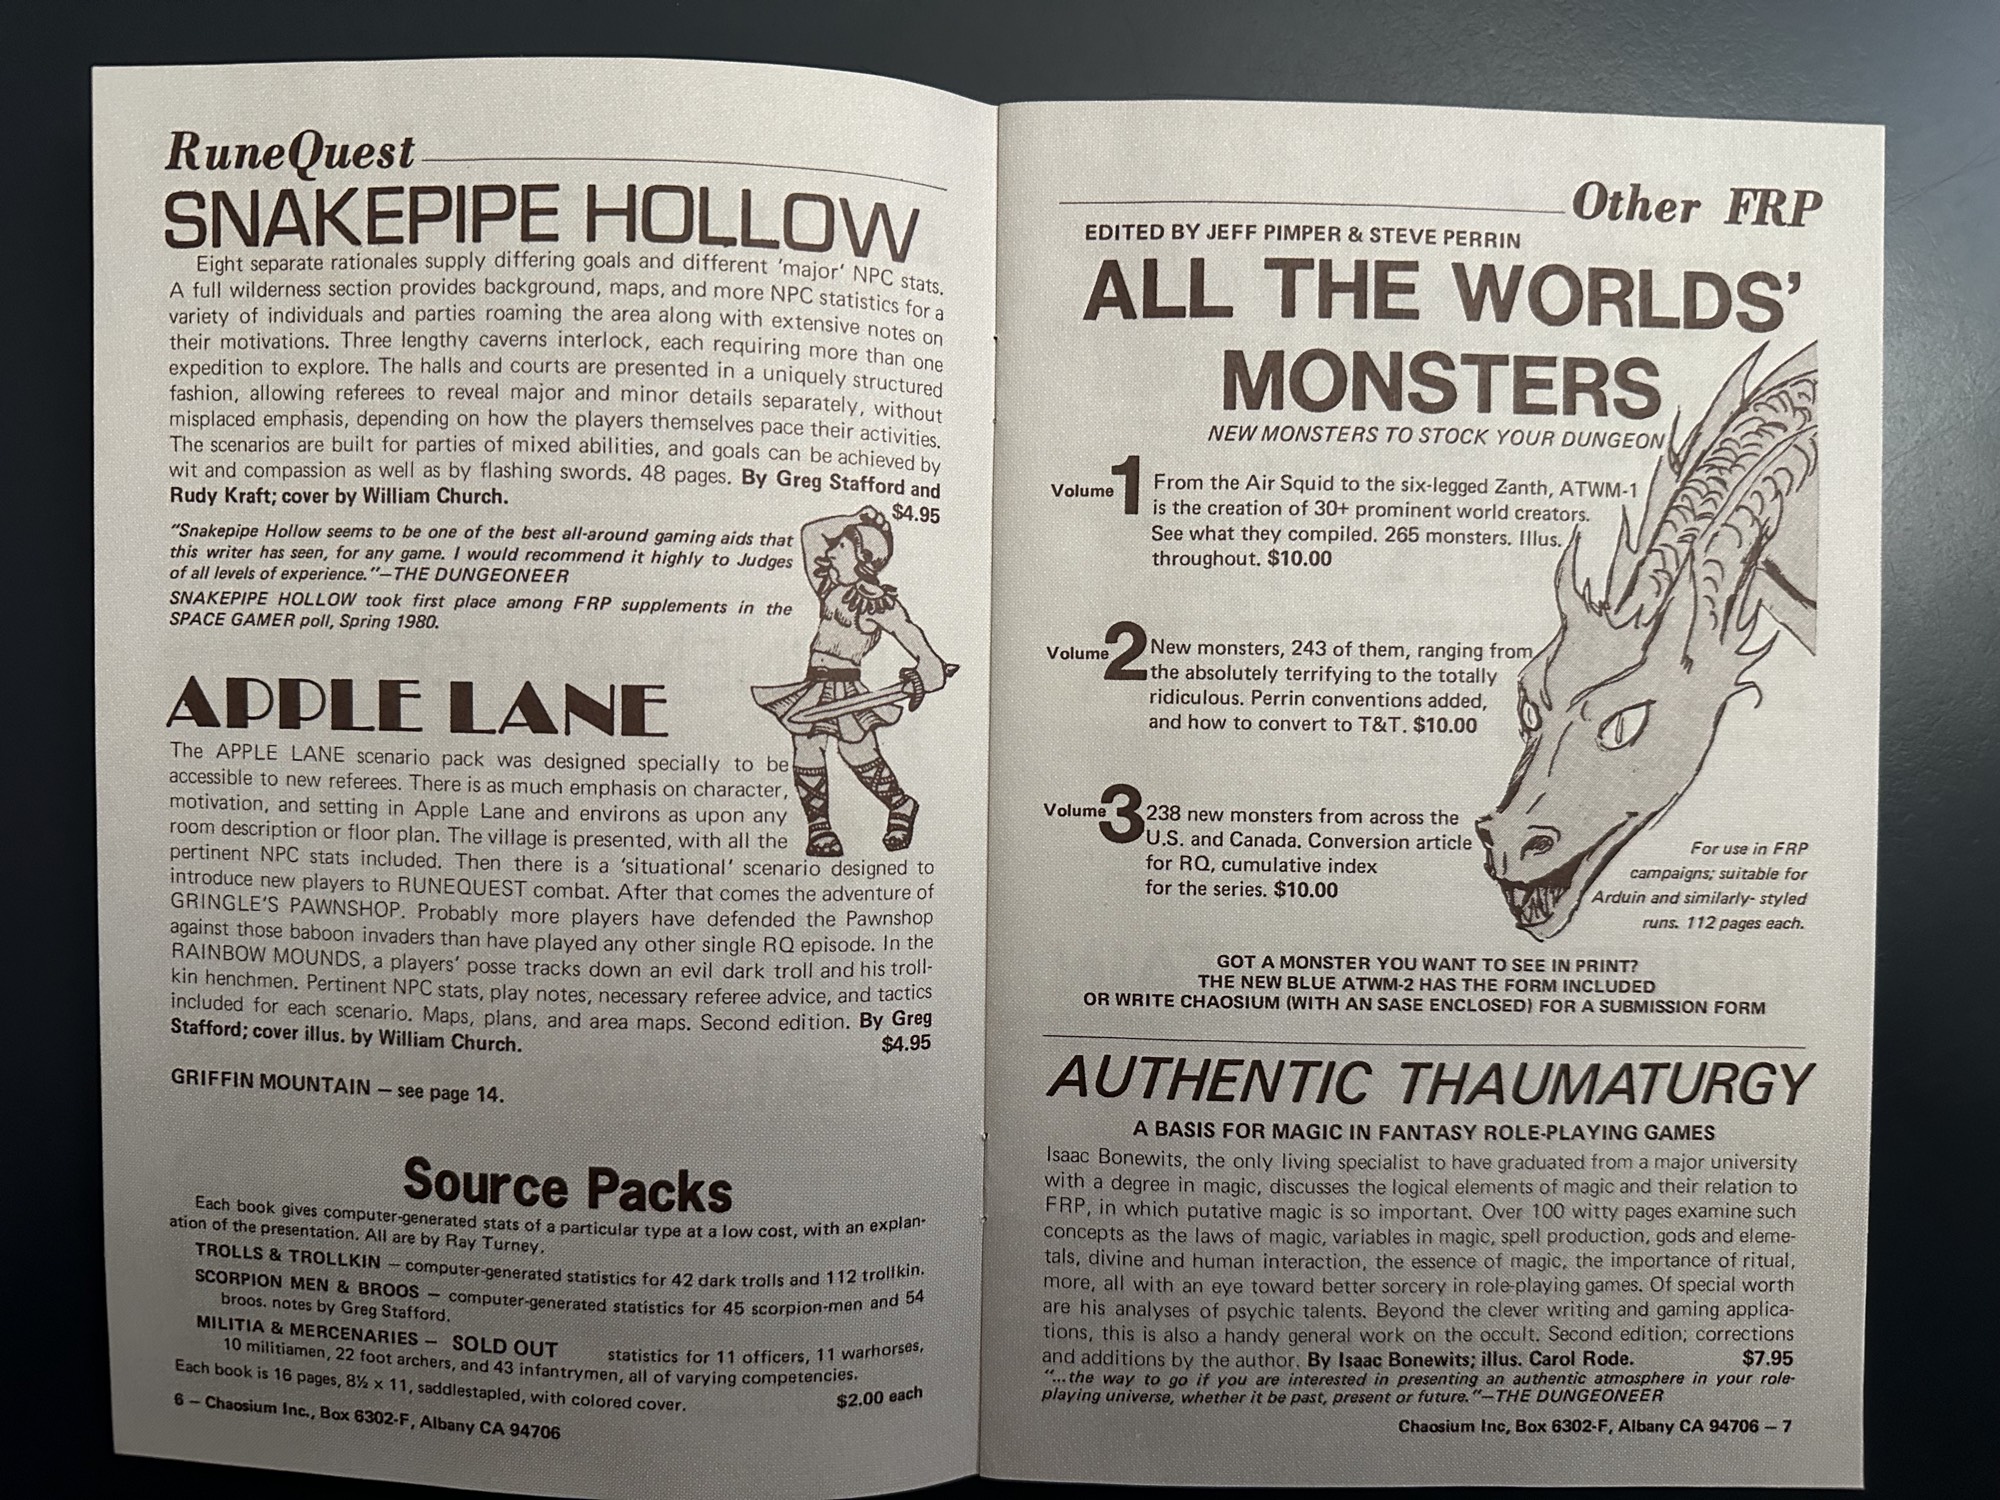 RuneQuest
SNAKEPIPE HOLLOW
Eight separate rationales supply differing goals and different 'major' NPC stats.
A full wilderness section provides background, maps, and more NPC statistics for a
variety of individuals and parties roaming the area along with extensive notes on
their motivations. Three lengthy caverns interlock, each requiring more than one
expedition to explore. The halls and courts are presented in a uniquely structured
fashion, allowing referees to reveal major and minor details separately, without
misplaced emphasis, depending on how the players themselves pace their activities.
The scenarios are built for parties of mixed abilities, and goals can be achieved by
wit and compassion as well as by flashing swords. 48 pages. By Greg Stafford and
Rudy Kraft; cover by William Church.
$4.95
"Snakepipe Hollow seems to be one of the best all-around gaming aids that
this writer has seen, for any game. I would recommend it highly to Judges
of all levels of experience."—THE DUNGEONEER
SNAKEPIPE HOLLOW took first place among FRP supplements in the
SPACE GAMER poll, Spring 1980.
APPLE LANE
The APPLE LANE scenario pack was designed specially to be
accessible to new referees. There is as much emphasis on character,
motivation, and setting in Apple Lane and environs as upon any
room description or floor plan. The village is presented, with all the
pertinent NPC stats included. Then there is a 'situational' scenario designed to
introduce new players to RUNEQUEST combat. After that comes the adventure of
GRINGLE'S PAWNSHOP. Probably more players have defended the Pawnshop
against those baboon invaders than have played any other single RQ episode. In the
RAINBOW MOUNDS, a players' posse tracks down an evil dark troll and his troll-
kin henchmen. Pertinent NPC stats, play notes, necessary referee advice, and tactics
included for each scenario. Maps, plans, and area maps. Second edition. By Greg
Stafford; cover illus. by William Church. $4.95
GRIFFIN MOUNTAIN — see page 14.
Source Packs
Each book gives computer-generated stats of a particular type at a low cost, with an explan-
ation of the presentation. All are by Ray Turney.
TROLLS & TROLLKIN — computer-generated statistics for 42 dark trolls and 112 trollkin.
SCORPION MEN & BROOS — computer-generated statistics for 45 scorpion-men and 54
broos. notes by Greg Stafford.
MILITIA & MERCENARIES — SOLD OUT statistics for 11 officers, 11 warhorses,
10 militiamen, 22 foot archers, and 43 infantrymen, all of varying competencies.
Each book is 16 pages, 8½ x 11, saddlestapled, with colored cover. $2.00 each
6 — Chaosium Inc., Box 6302-F, Albany CA 94706
Other FRP
EDITED BY JEFF PIMPER & STEVE PERRIN
ALL THE WORLDS'
MONSTERS
NEW MONSTERS TO STOCK YOUR DUNGEON
Volume 1 From the Air Squid to the six-legged Zanth, ATWM-1
is the creation of 30+ prominent world creators.
See what they compiled. 265 monsters. Illus.
throughout. $10.00
Volume 2 New monsters, 243 of them, ranging from
the absolutely terrifying to the totally
ridiculous. Perrin conventions added,
and how to convert to T&T. $10.00
Volume 3 238 new monsters from across the
U.S. and Canada. Conversion article
for RQ, cumulative index
for the series. $10.00
For use in FRP
campaigns; suitable for
Arduin and similarly- styled
runs. 112 pages each.
GOT A MONSTER YOU WANT TO SEE IN PRINT?
THE NEW BLUE ATWM-2 HAS THE FORM INCLUDED
OR WRITE CHAOSIUM (WITH AN SASE ENCLOSED) FOR A SUBMISSION FORM
AUTHENTIC THAUMATURGY
A BASIS FOR MAGIC IN FANTASY ROLE-PLAYING GAMES
Isaac Bonewits, the only living specialist to have graduated from a major university
with a degree in magic, discusses the logical elements of magic and their relation to
FRP, in which putative magic is so important. Over 100 witty pages examine such
concepts as the laws of magic, variables in magic, spell production, gods and eleme-
tals, divine and human interaction, the essence of magic, the importance of ritual,
more, all with an eye toward better sorcery in role-playing games. Of special worth
are his analyses of psychic talents. Beyond the clever writing and gaming applica-
tions, this is also a handy general work on the occult. Second edition; corrections
and additions by the author. By Isaac Bonewits; illus. Carol Rode. $7.95
"...the way to go if you are interested in presenting an authentic atmosphere in your role-
playing universe, whether it be past, present or future."—THE DUNGEONEER
Chaosium Inc, Box 6302-F, Albany CA 94706 — 7